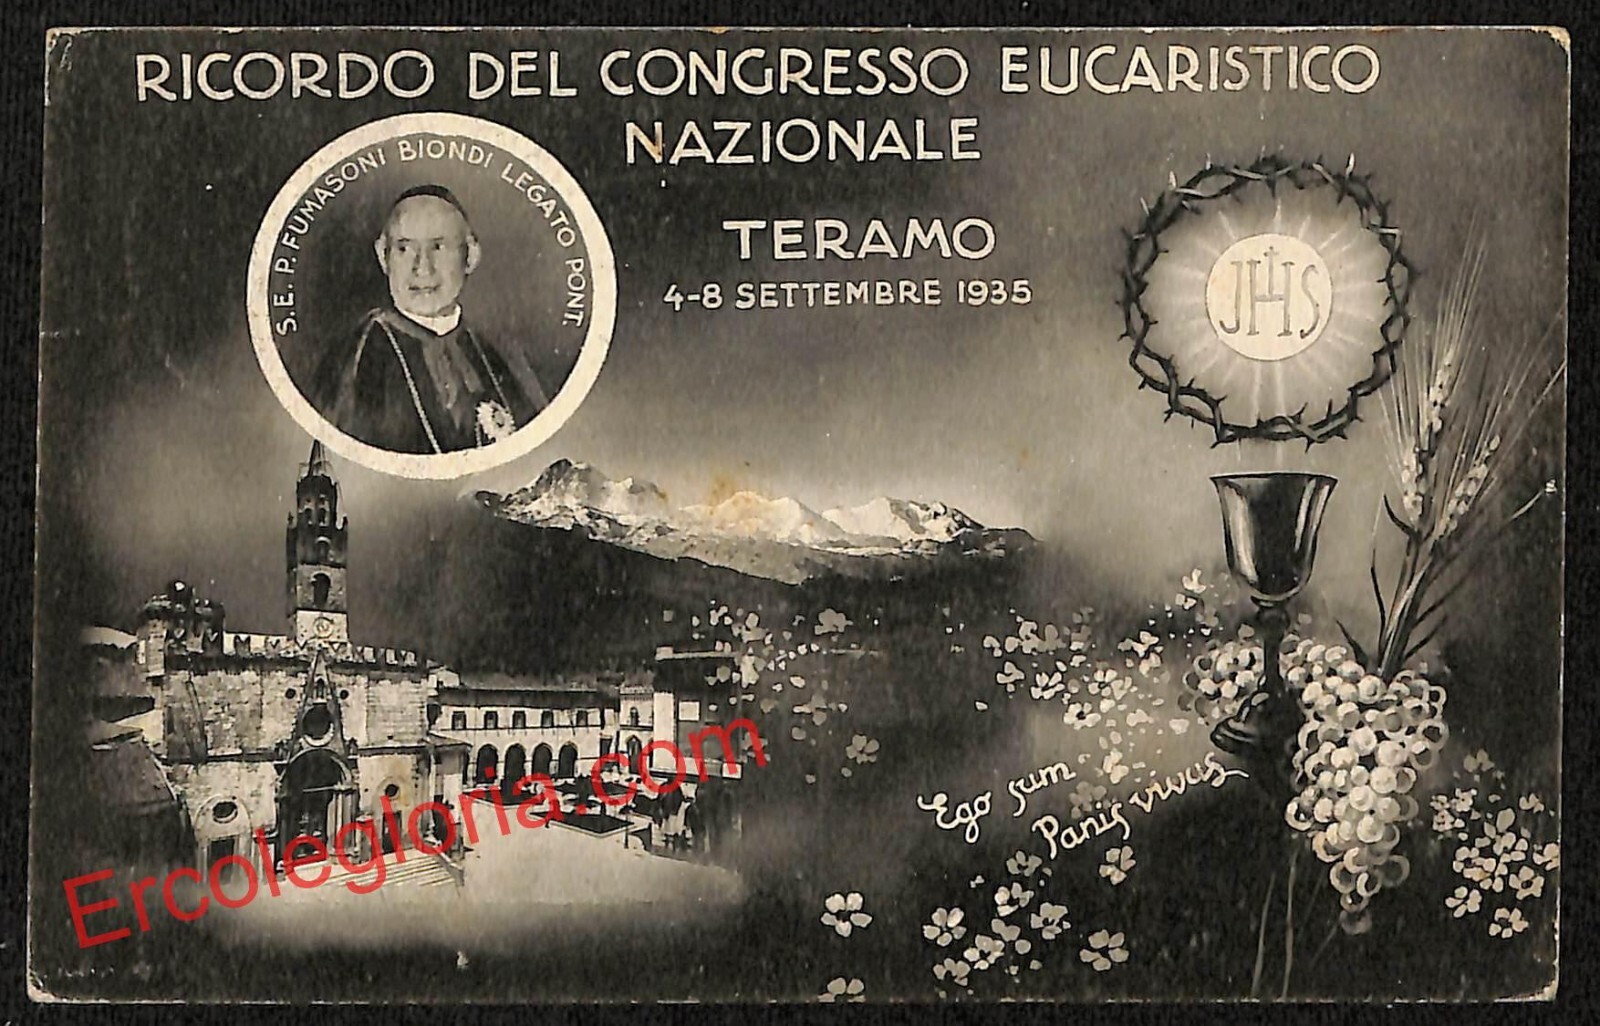 RICORDO DEL CONGRESSO EUCARISTICO
NAZIONALE
S.E.P. FUMASONI BIONDI LEGATO PONT.
TERAMO
4-8 SETTEMBRE 1935
JHS
Ego sum
Panis vivus
Ercolegloria.com